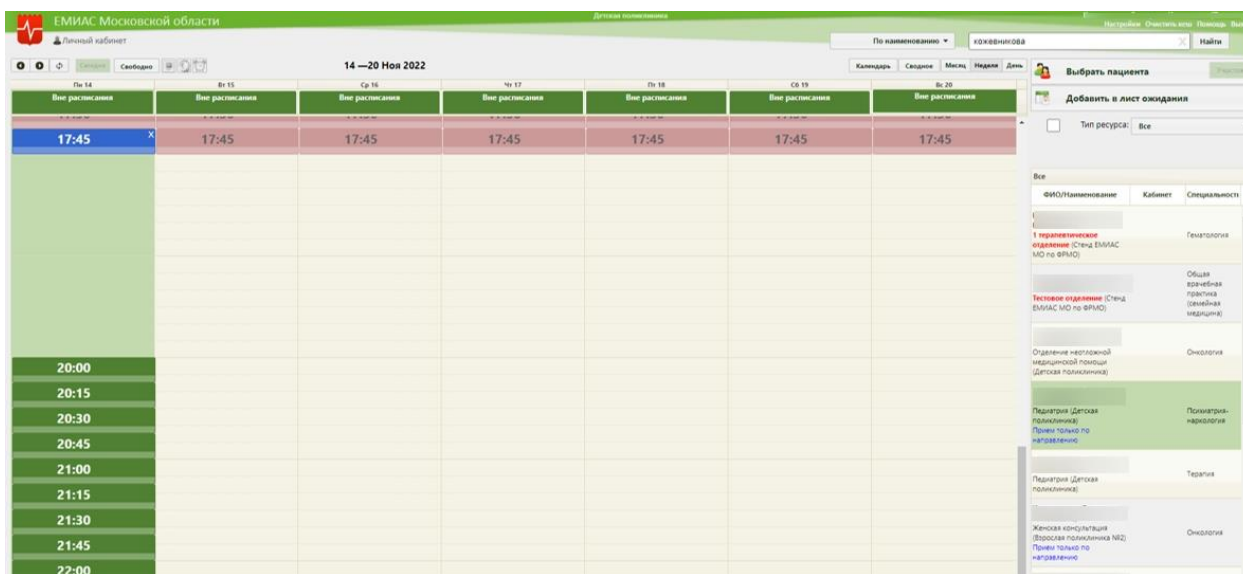 ЕМИАС Московской области
Детская поликлиника
Настройки Очистить кеш Помощь
Личный кабинет
По наименованию кожевникова Найти
Сегодня Свободно 14 —20 Ноя 2022 Календарь Сводное Месяц Неделя День
Выбрать пациента
Пн 14 Вт 15 Ср 16 Чт 17 Пт 18 Сб 19 Вс 20
Вне расписания Вне расписания Вне расписания Вне расписания Вне расписания Вне расписания Вне расписания
Добавить в лист ожидания
Тип ресурса: Все
17:45 X 17:45 17:45 17:45 17:45 17:45 17:45
Все
ФИО/Наименование Кабинет Специальность
1 терапевтическое
отделение (Стенд ЕМИАС
МО по ФРМО)
Гематология
Тестовое отделение (Стенд
ЕМИАС МО по ФРМО)
Общая
врачебная
практика
(семейная
медицина)
Отделение неотложной
медицинской помощи
(Детская поликлиника)
Онкология
Педиатрия (Детская
поликлиника)
Прием только по
направлению
Психиатрия-
наркология
Педиатрия (Детская
поликлиника)
Терапия
Женская консультация
(Взрослая поликлиника №2)
Прием только по
направлению
Онкология
20:00
20:15
20:30
20:45
21:00
21:15
21:30
21:45
22:00